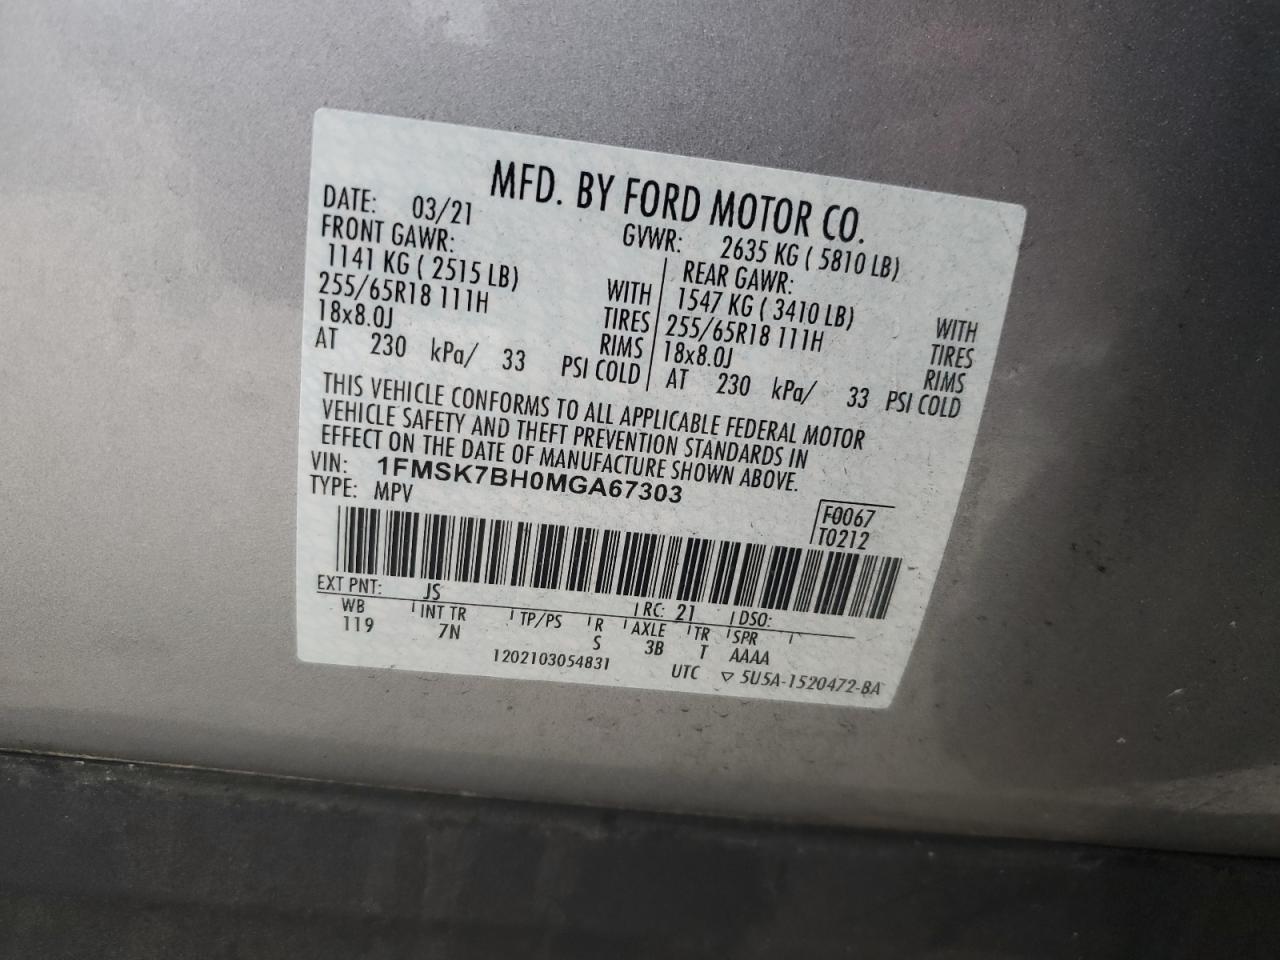 MFD. BY FORD MOTOR CO.
DATE: 03/21 GVWR: 2635 KG ( 5810 LB)
FRONT GAWR: REAR GAWR:
1141 KG ( 2515 LB) WITH 1547 KG ( 3410 LB) WITH
255/65R18 111H TIRES 255/65R18 111H TIRES
18x8.0J RIMS 18x8.0J RIMS
AT 230 kPa/ 33 PSI COLD AT 230 kPa/ 33 PSI COLD
THIS VEHICLE CONFORMS TO ALL APPLICABLE FEDERAL MOTOR
VEHICLE SAFETY AND THEFT PREVENTION STANDARDS IN
EFFECT ON THE DATE OF MANUFACTURE SHOWN ABOVE.
VIN: 1FMSK7BH0MGA67303
TYPE: MPV
F0067
T0212
EXT PNT: JS RC: 21 DSO:
WB INT TR TP/PS R AXLE TR SPR
119 7N S 3B T AAAA
1202103054831 UTC ▽ 5U5A-1520472-BA